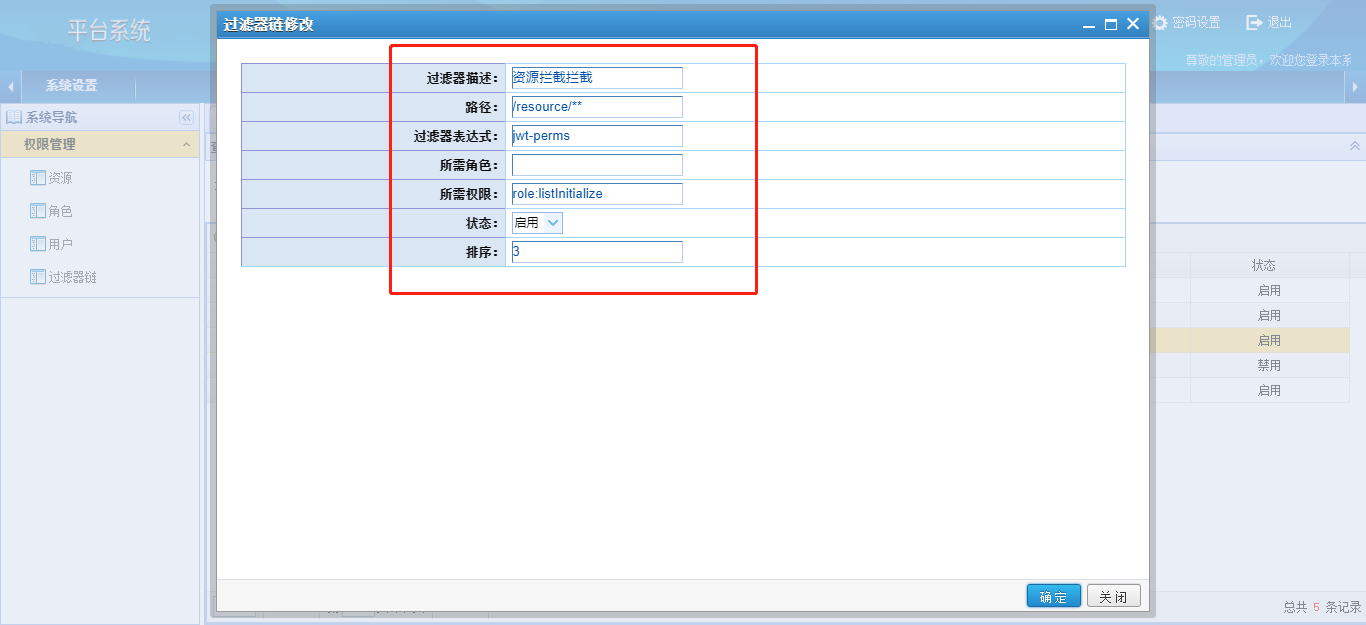 平台系统
过滤器链修改
密码设置
退出
尊敬的管理员，欢迎您登录本系
系统设置
系统导航
权限管理
资源
角色
用户
过滤器链
过滤器描述： 资源拦截拦截
路径： /resource/**
过滤器表达式： jwt-perms
所需角色：
所需权限： role:listInitialize
状态： 启用
排序： 3
状态
启用
启用
启用
禁用
启用
确定
关闭
总共 5 条记录